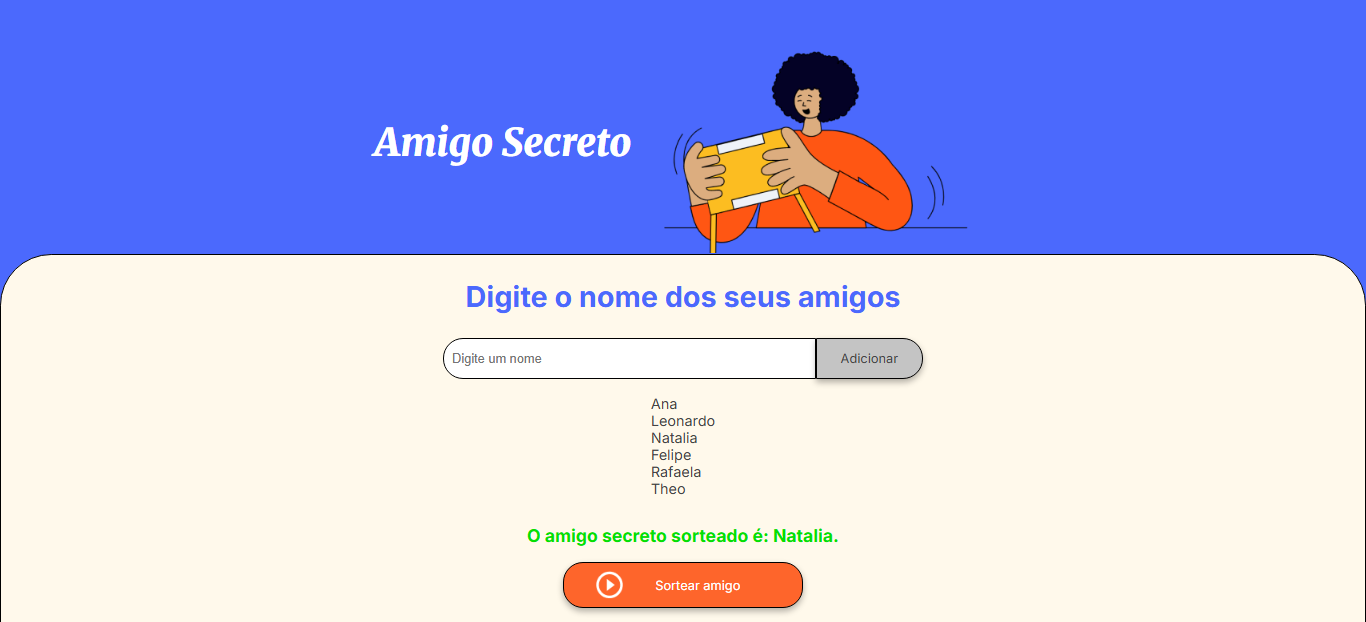 Amigo Secreto
Digite o nome dos seus amigos
Digite um nome
Adicionar
Ana
Leonardo
Natalia
Felipe
Rafaela
Theo
O amigo secreto sorteado é: Natalia.
Sortear amigo